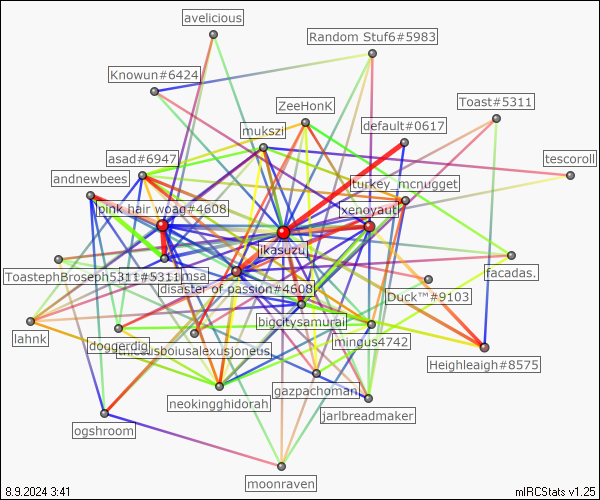 avelicious
Random Stuf6#5983
Knowun#6424
ZeeHonK
Toast#5311
mukszi
default#0617
asad#6947
tescoroll
andnewbees
turkey_mcnugget
pink hair woag#4608
xenoyaut
jikasuzu
ToastephBroseph5311#5311
msa
facadas.
disaster of passion#4608
Duck™#9103
bigcitysamurai
lahnk
doggerdig
mingus4742
Heighleaigh#8575
gazpachoman
neokingghidorah
jarlbreadmaker
ogshroom
moonraven
8.9.2024 3:41
mIRCStats v1.25